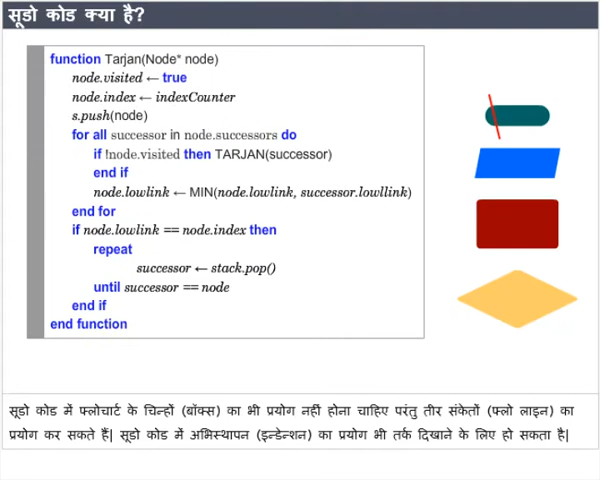 सूडो कोड क्या है?
function Tarjan(Node* node)
node.visited ← true
node.index ← indexCounter
s.push(node)
for all successor in node.successors do
if !node.visited then TARJAN(successor)
end if
node.lowlink ← MIN(node.lowlink, successor.lowllink)
end for
if node.lowlink == node.index then
repeat
successor ← stack.pop()
until successor == node
end if
end function
सूडो कोड में फ्लोचार्ट के चिन्हों (बॉक्स) का भी प्रयोग नहीं होना चाहिए परंतु तीर संकेतों (फ्लो लाइन) का
प्रयोग कर सकते हैं| सूडो कोड में अभिस्थापन (इन्डेन्शन) का प्रयोग भी तर्क दिखाने के लिए हो सकता है|